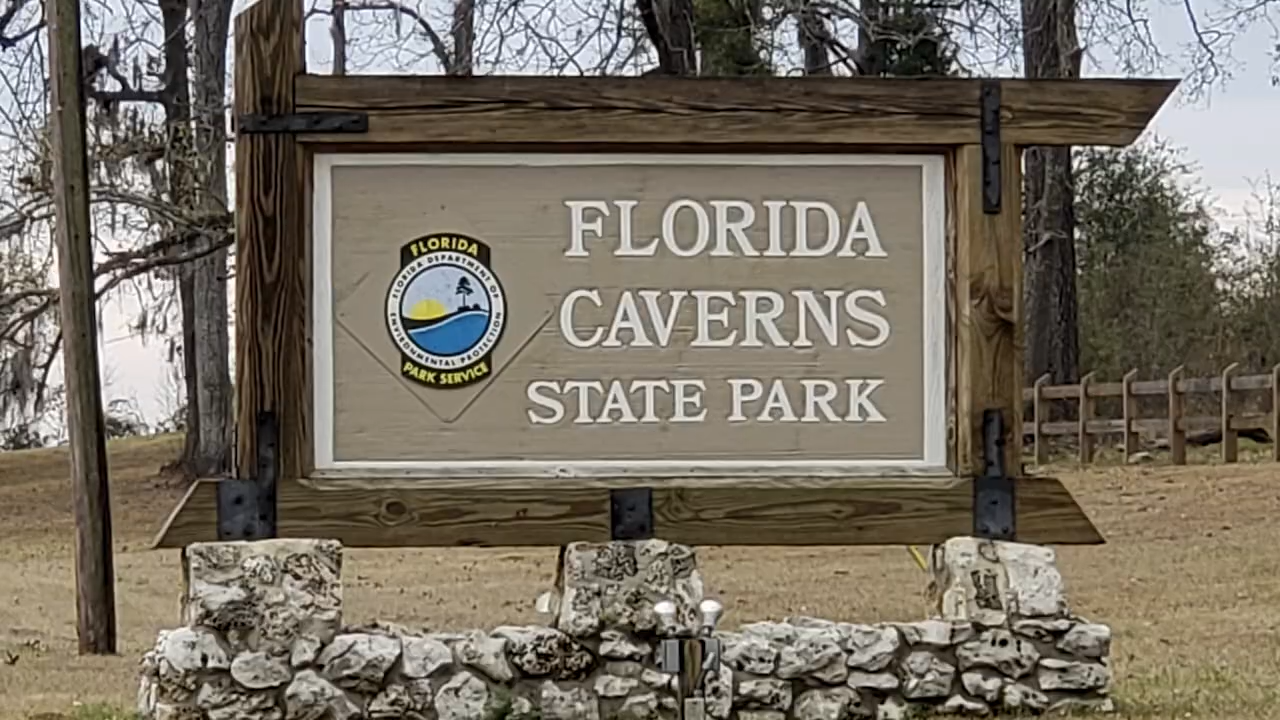 FLORIDA
FLORIDA DEPARTMENT OF
ENVIRONMENTAL PROTECTION
PARK SERVICE
FLORIDA
CAVERNS
STATE PARK